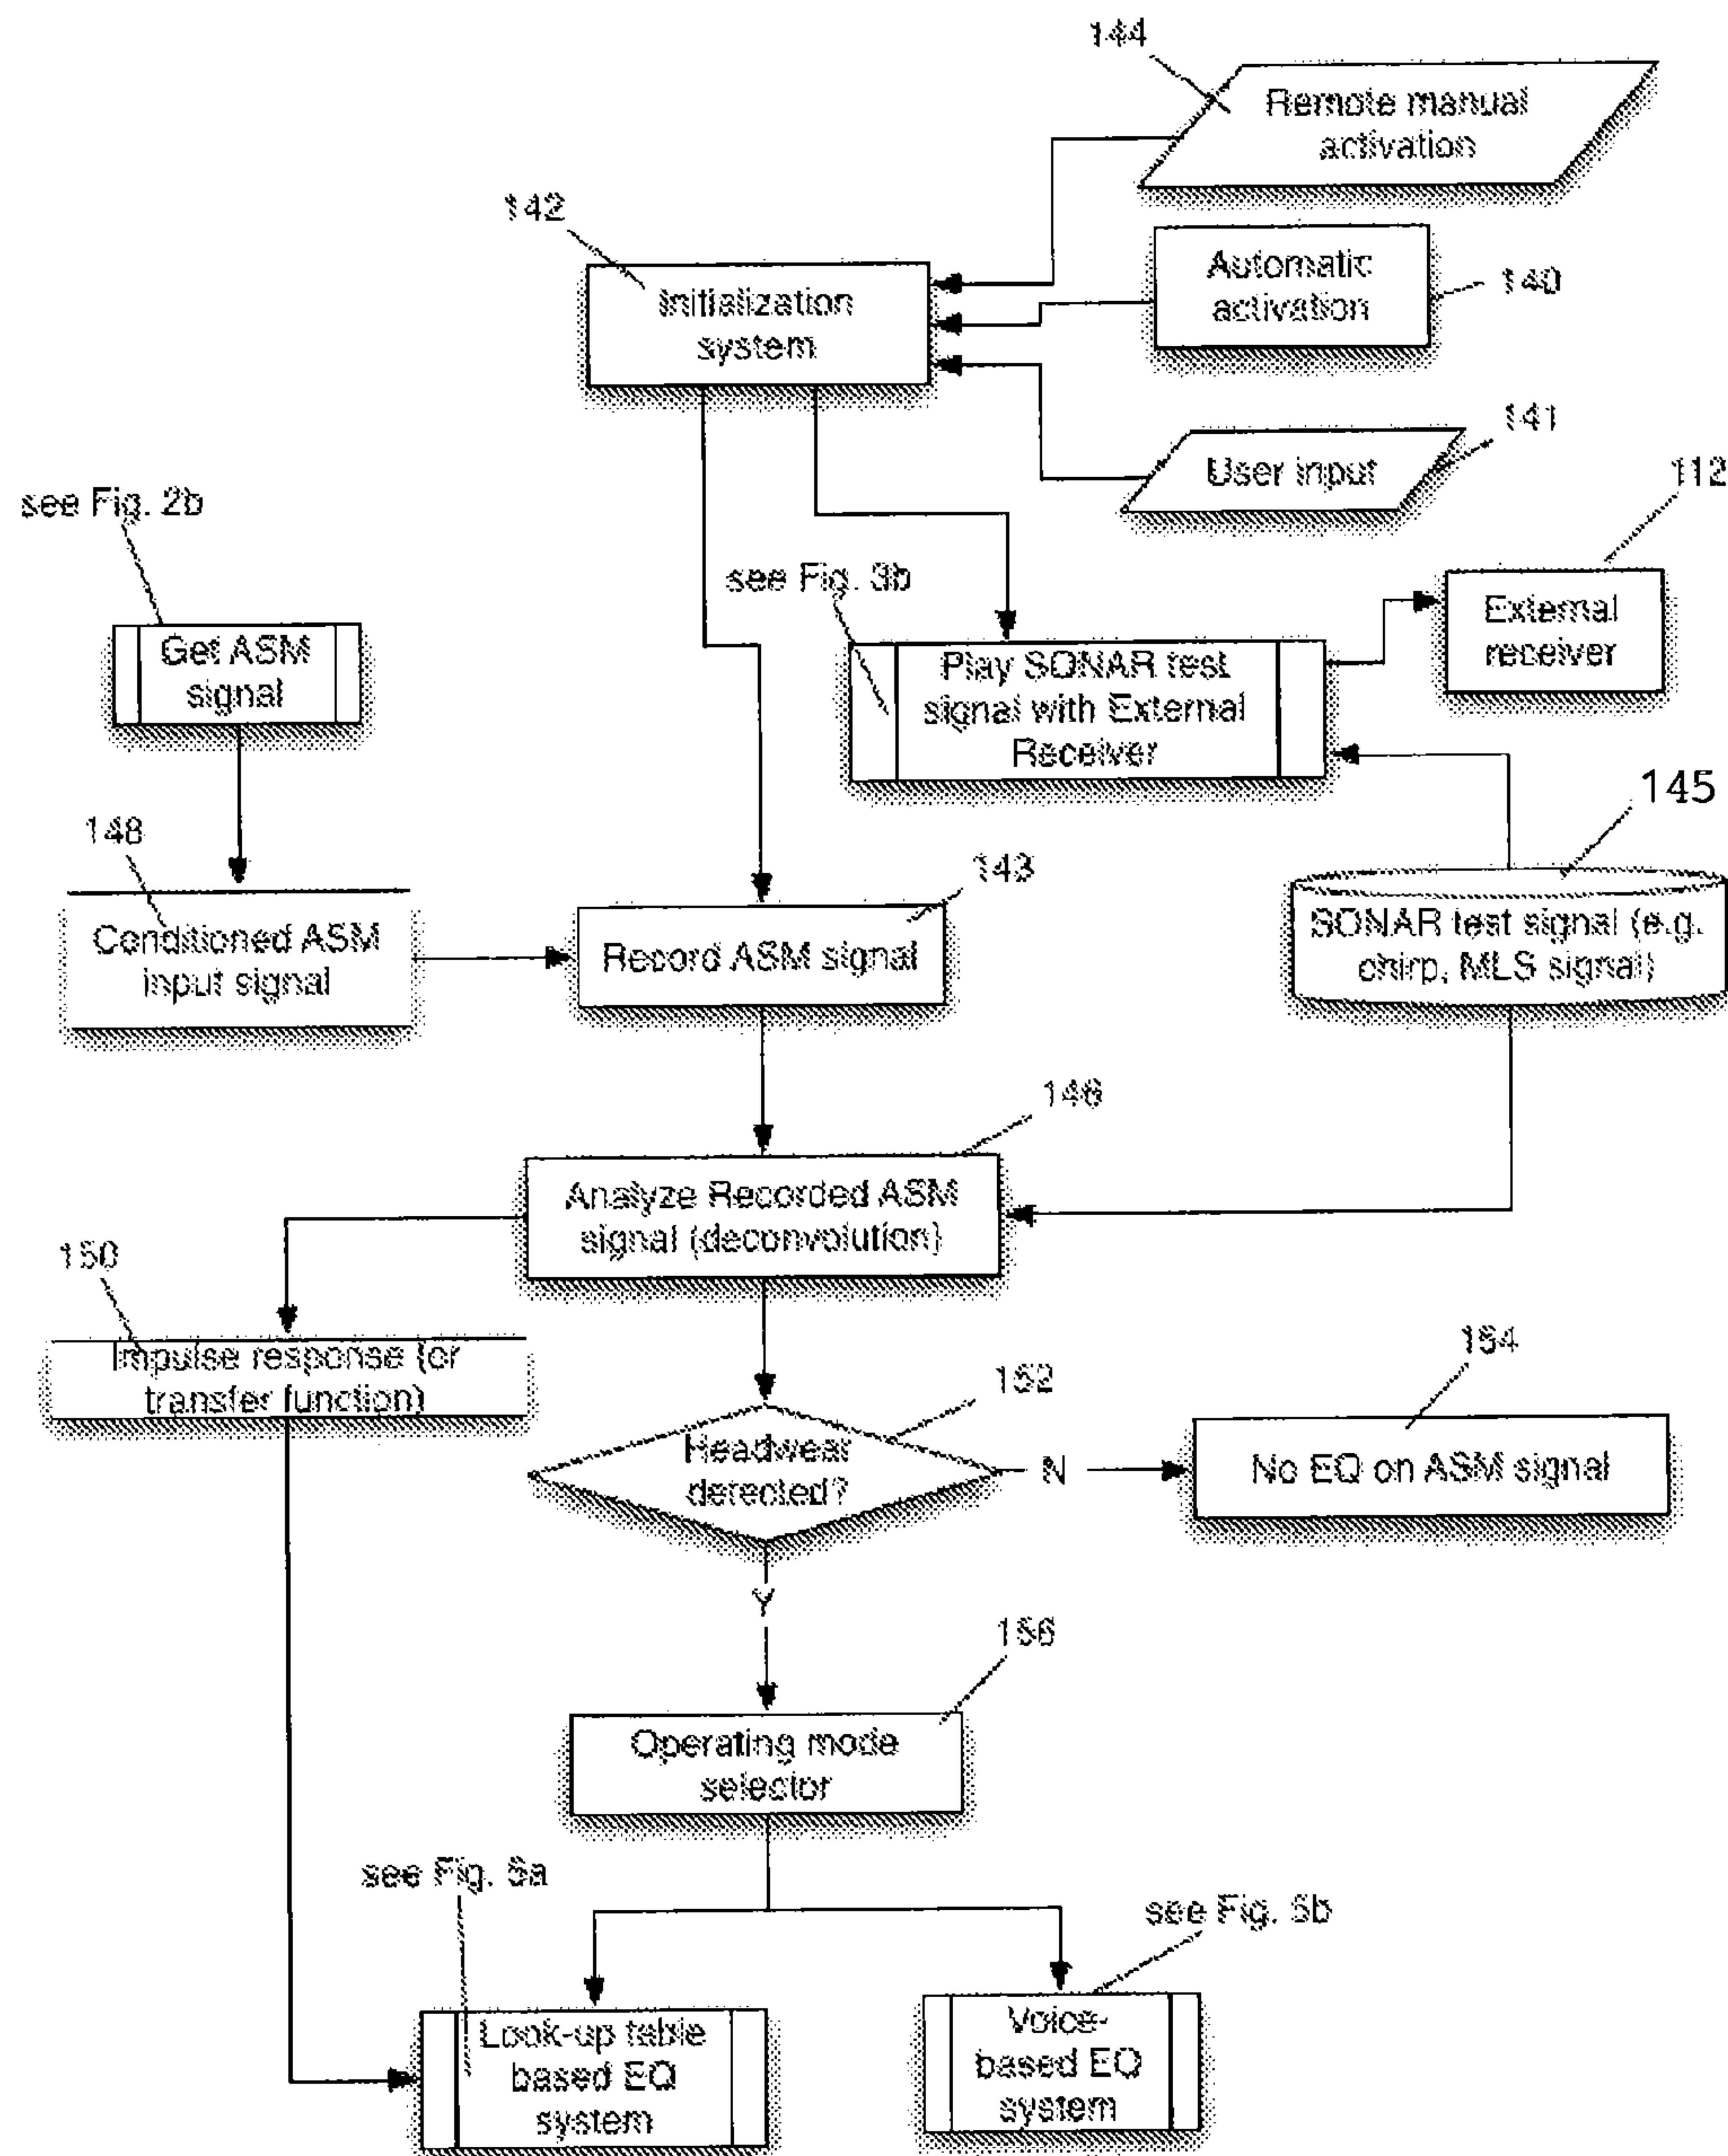 144
Remote manual
activation
142
Initialization
system
Automatic
activation
140
141
User input
112
see Fig. 2b
see Fig. 3b
External
receiver
Get ASM
signal
Play SONAR test
signal with External
Receiver
145
148
143
Conditioned ASM
input signal
Record ASM signal
SONAR test signal (e.g.
chirp, MLS signal)
146
Analyze Recorded ASM
signal (deconvolution)
150
Impulse response (or
transfer function)
154
152
Headwear
detected?
N
No EQ on ASM signal
Y
156
Operating mode
selector
see Fig. 5a
see Fig. 5b
Look-up table
based EQ
system
Voice-
based EQ
system